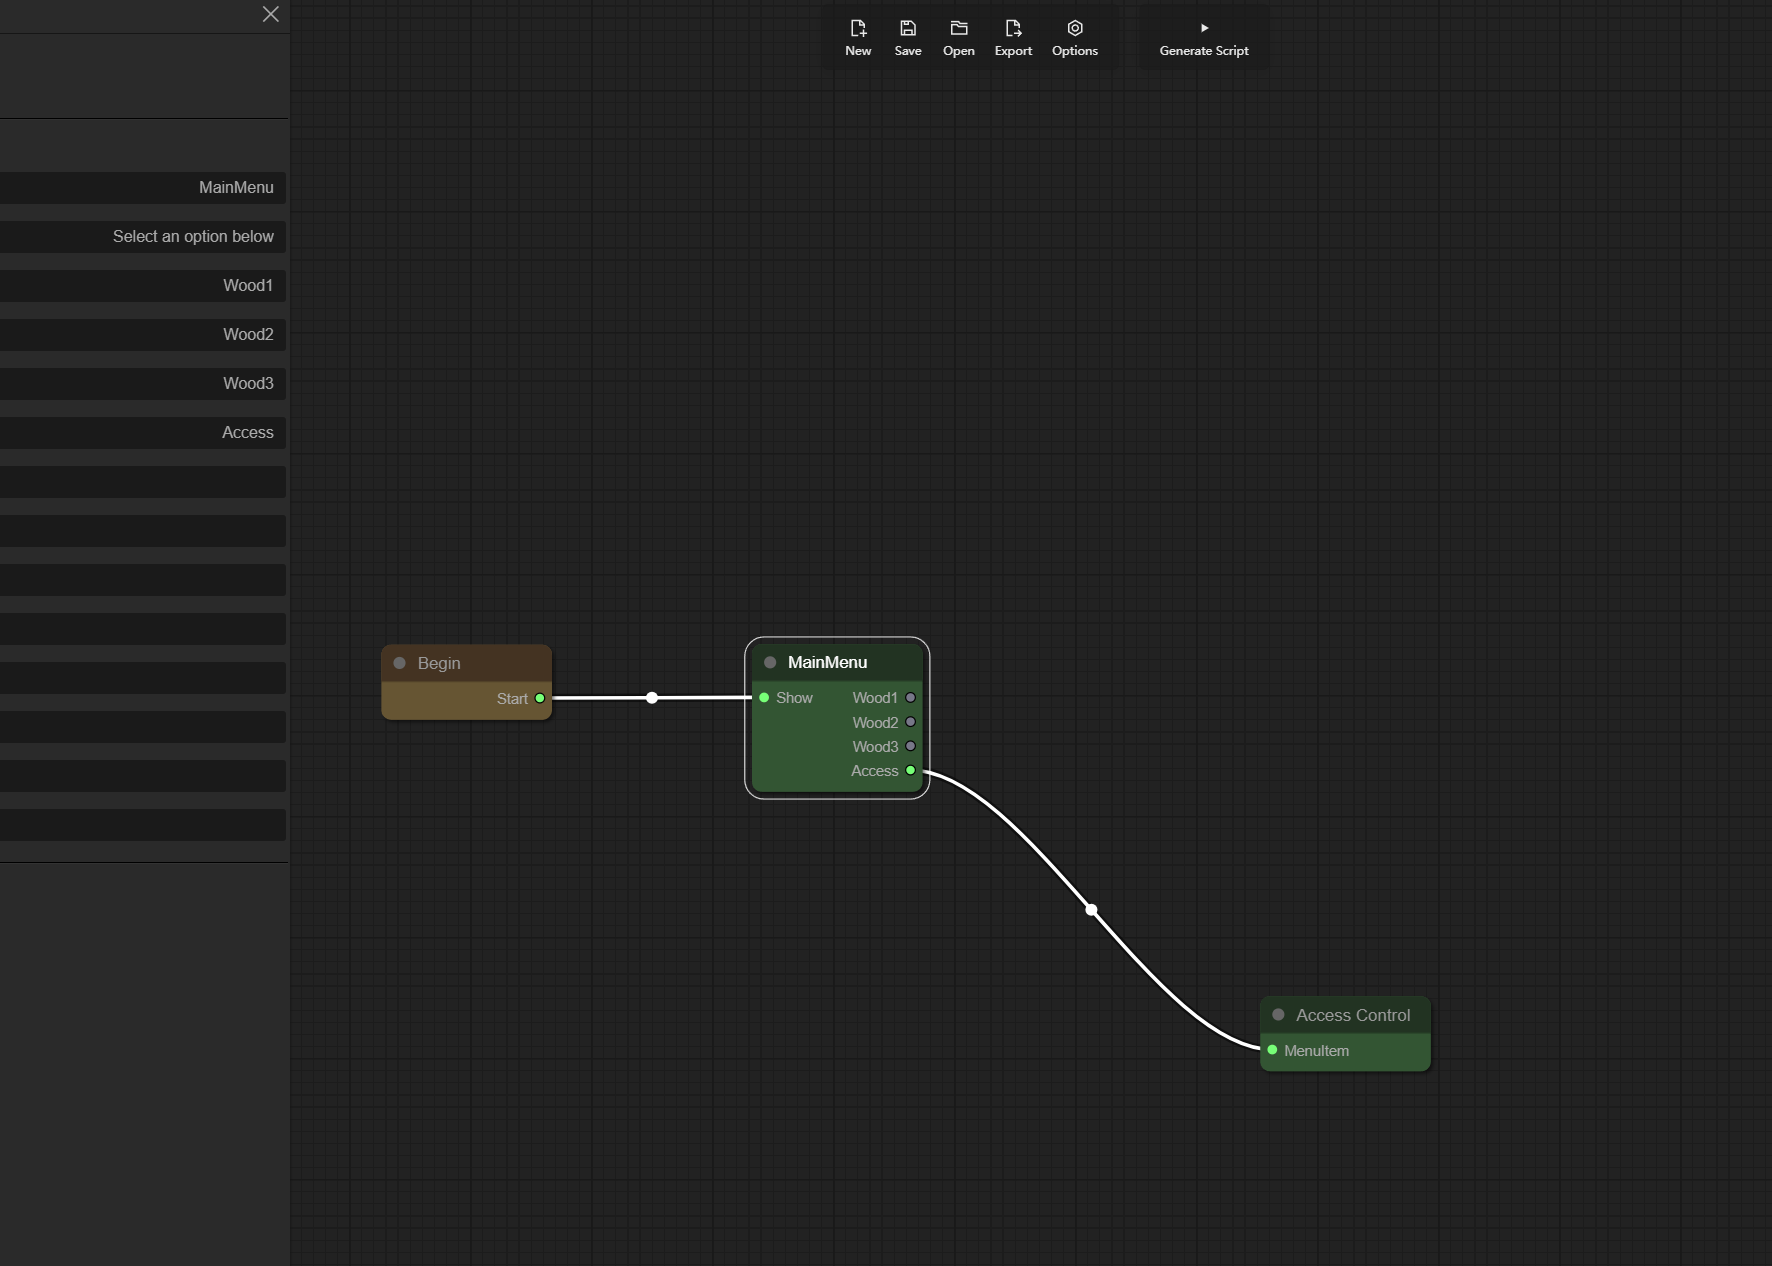 New
Save
Open
Export
Options
Generate Script
MainMenu
Select an option below
Wood1
Wood2
Wood3
Access
Begin
Start
MainMenu
Show
Wood1
Wood2
Wood3
Access
Access Control
MenuItem